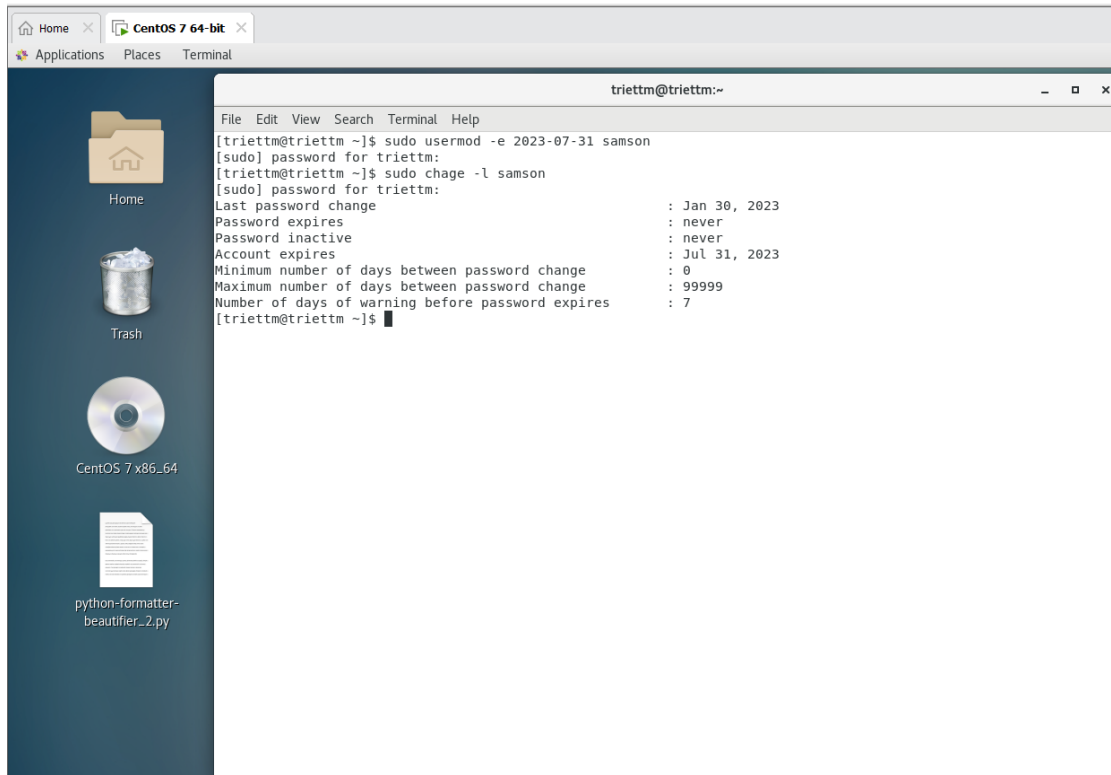 Home
CentOS 7 64-bit
Applications Places Terminal
triettm@triettm:~
File Edit View Search Terminal Help
[triettm@triettm ~]$ sudo usermod -e 2023-07-31 samson
[sudo] password for triettm:
[triettm@triettm ~]$ sudo chage -l samson
[sudo] password for triettm:
Last password change : Jan 30, 2023
Password expires : never
Password inactive : never
Account expires : Jul 31, 2023
Minimum number of days between password change : 0
Maximum number of days between password change : 99999
Number of days of warning before password expires : 7
[triettm@triettm ~]$
Home
Trash
CentOS 7 x86_64
python-formatter-
beautifier_2.py